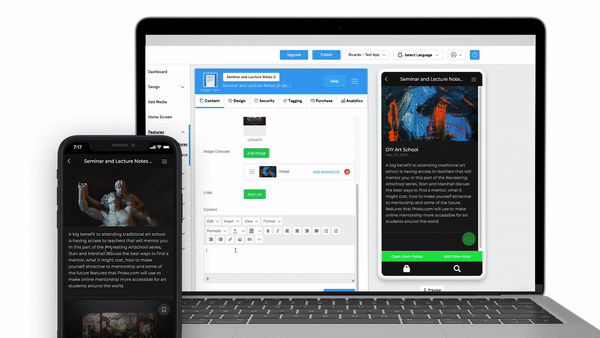 Upgrade
Publish
Ricardo - Test App
Select Language
Dashboard
Design
Add Media
Home Screen
Features
Seminar and Lecture Notes U
Seminar and Lecture Notes UI QA_1
Image / Text
Content
Design
Security
Tagging
Purchase
Analytics
Image Carousel
Add Image
Image
Add Action/Link
Links
Add Link
Content
Edit
Insert
View
Format
Formats
Seminar and Lecture Note...
DIY Art School
A big benefit to attending traditional art
school is having access to teachers that will
mentor you. In this part of the Recreating
Artschool series, Stan and Marshall discuss
the best ways to find a mentor, what it might
cost, how to make yourself attractive to
mentorship and some of the future features
that Proko.com will use to make online
mentorship more accessible for art students
around the world.
Open Item Notes
Add New Note
Preview
7:17
Seminar and Lecture Notes ...
A big benefit to attending traditional art school
is having access to teachers that will mentor you.
In this part of the Recreating Artschool series,
Stan and Marshall discuss the best ways to find a
mentor, what it might cost, how to make yourself
attractive to mentorship and some of the future
features that Proko.com will use to make online
mentorship more accessible for art
students around the world.